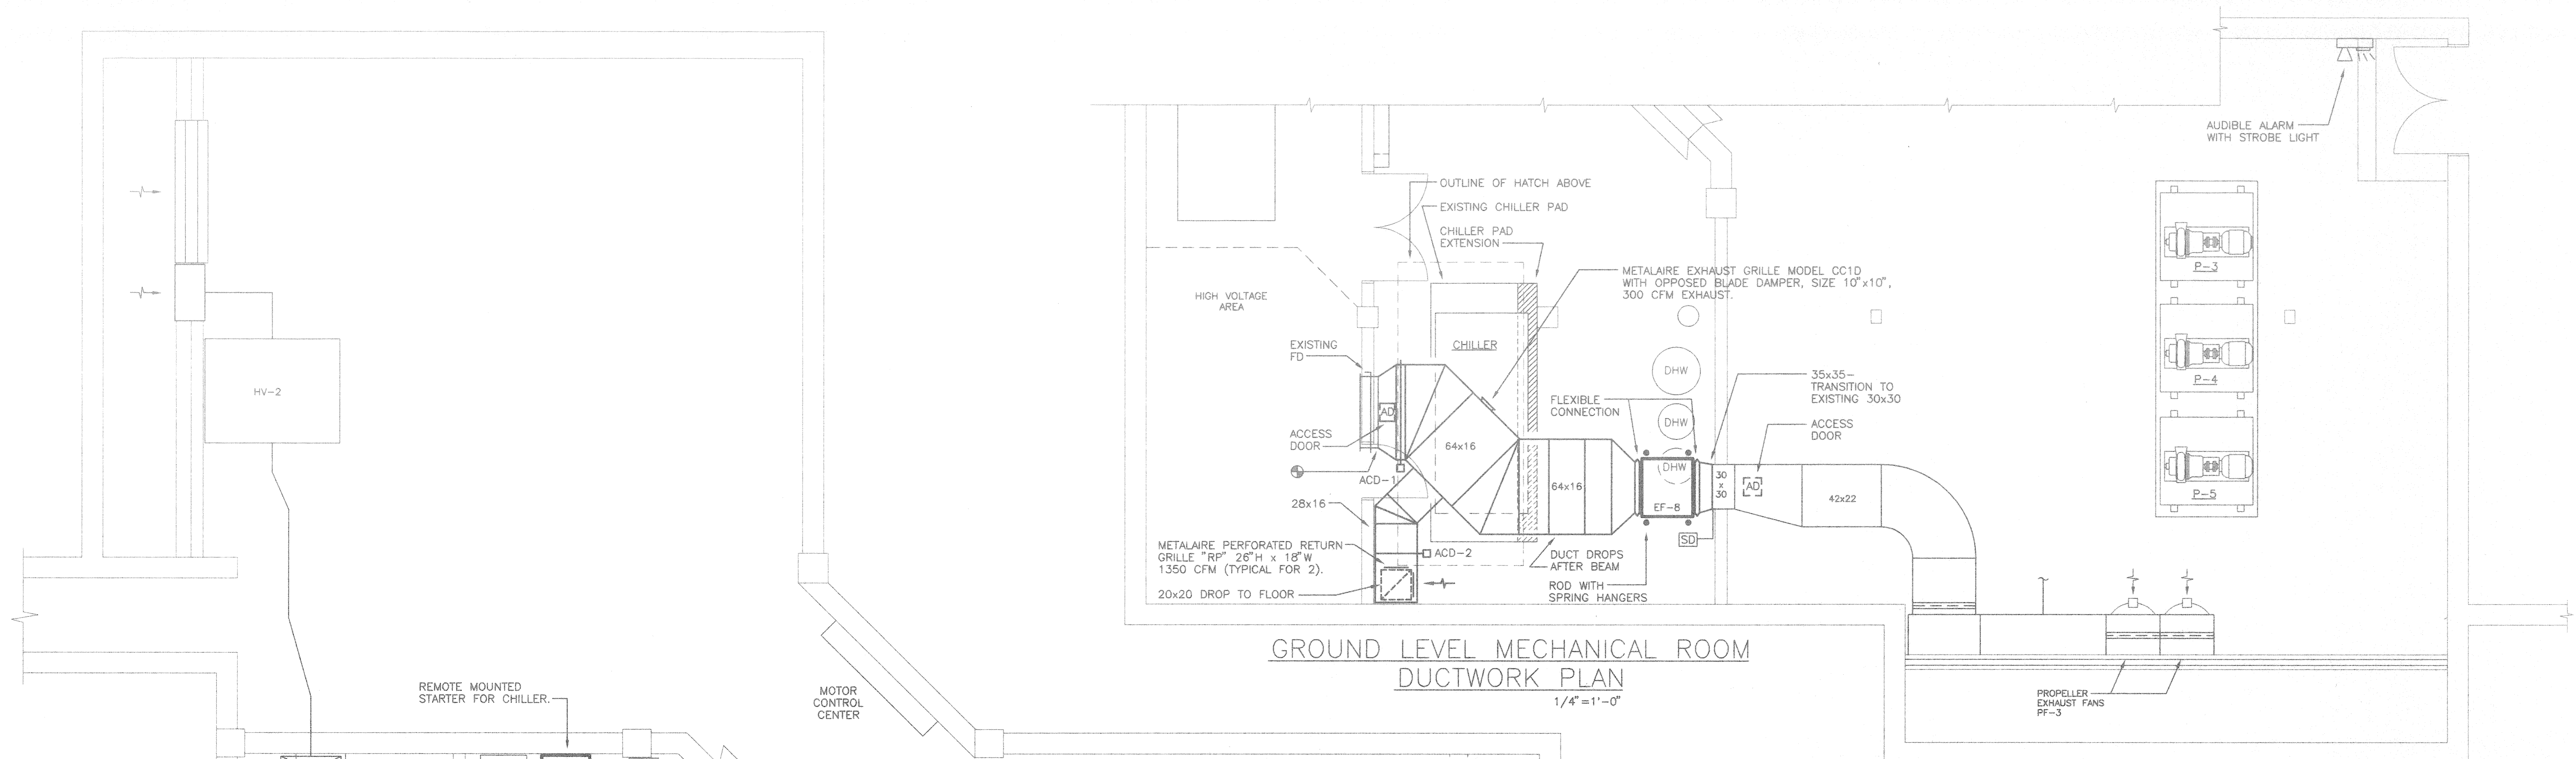 AUDIBLE ALARM
WITH STROBE LIGHT
OUTLINE OF HATCH ABOVE
EXISTING CHILLER PAD
CHILLER PAD
EXTENSION
METALAIRE EXHAUST GRILLE MODEL CC1D
WITH OPPOSED BLADE DAMPER, SIZE 10"x10",
300 CFM EXHAUST.
HIGH VOLTAGE
AREA
P-3
EXISTING
FD
CHILLER
DHW
35x35-
TRANSITION TO
EXISTING 30x30
P-4
HV-2
AD
FLEXIBLE
CONNECTION
DHW
ACCESS
DOOR
ACCESS
DOOR
64x16
DHW
ACD-1
64x16
30
x
30
AD
42x22
P-5
28x16
EF-8
SD
METALAIRE PERFORATED RETURN
GRILLE "RP" 26"H x 18"W
1350 CFM (TYPICAL FOR 2).
ACD-2
DUCT DROPS
AFTER BEAM
20x20 DROP TO FLOOR
ROD WITH
SPRING HANGERS
GROUND LEVEL MECHANICAL ROOM
DUCTWORK PLAN
1/4"=1'-0"
REMOTE MOUNTED
STARTER FOR CHILLER.
MOTOR
CONTROL
CENTER
PROPELLER
EXHAUST FANS
PF-3